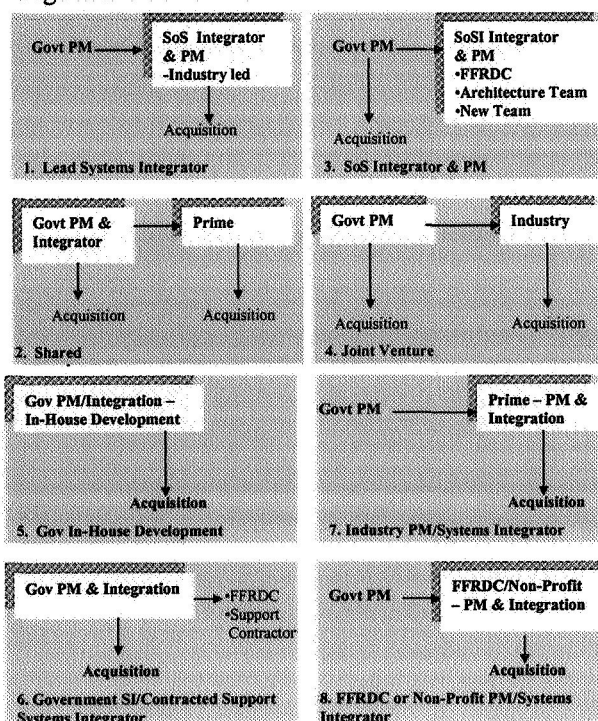 Govt PM
SoS Integrator
& PM
-Industry led
Acquisition
1. Lead Systems Integrator
Govt PM
SoSI Integrator
& PM
•FFRDC
•Architecture Team
•New Team
Acquisition
3. SoS Integrator & PM
Govt PM &
Integrator
Prime
Acquisition
Acquisition
2. Shared
Govt PM
Industry
Acquisition
Acquisition
4. Joint Venture
Gov PM/Integration –
In-House Development
Acquisition
5. Gov In-House Development
Govt PM
Prime – PM &
Integration
Acquisition
7. Industry PM/Systems Integrator
Gov PM & Integration
•FFRDC
•Support
Contractor
Acquisition
6. Government SI/Contracted Support
Systems Integrator
Govt PM
FFRDC/Non-Profit
– PM & Integration
Acquisition
8. FFRDC or Non-Profit PM/Systems
Integrator